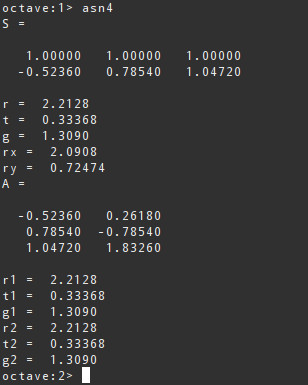 octave:1> asn4
S =
1.00000 1.00000 1.00000
-0.52360 0.78540 1.04720
r = 2.2128
t = 0.33368
g = 1.3090
rx = 2.0908
ry = 0.72474
A =
-0.52360 0.26180
0.78540 -0.78540
1.04720 1.83260
r1 = 2.2128
t1 = 0.33368
g1 = 1.3090
r2 = 2.2128
t2 = 0.33368
g2 = 1.3090
octave:2>